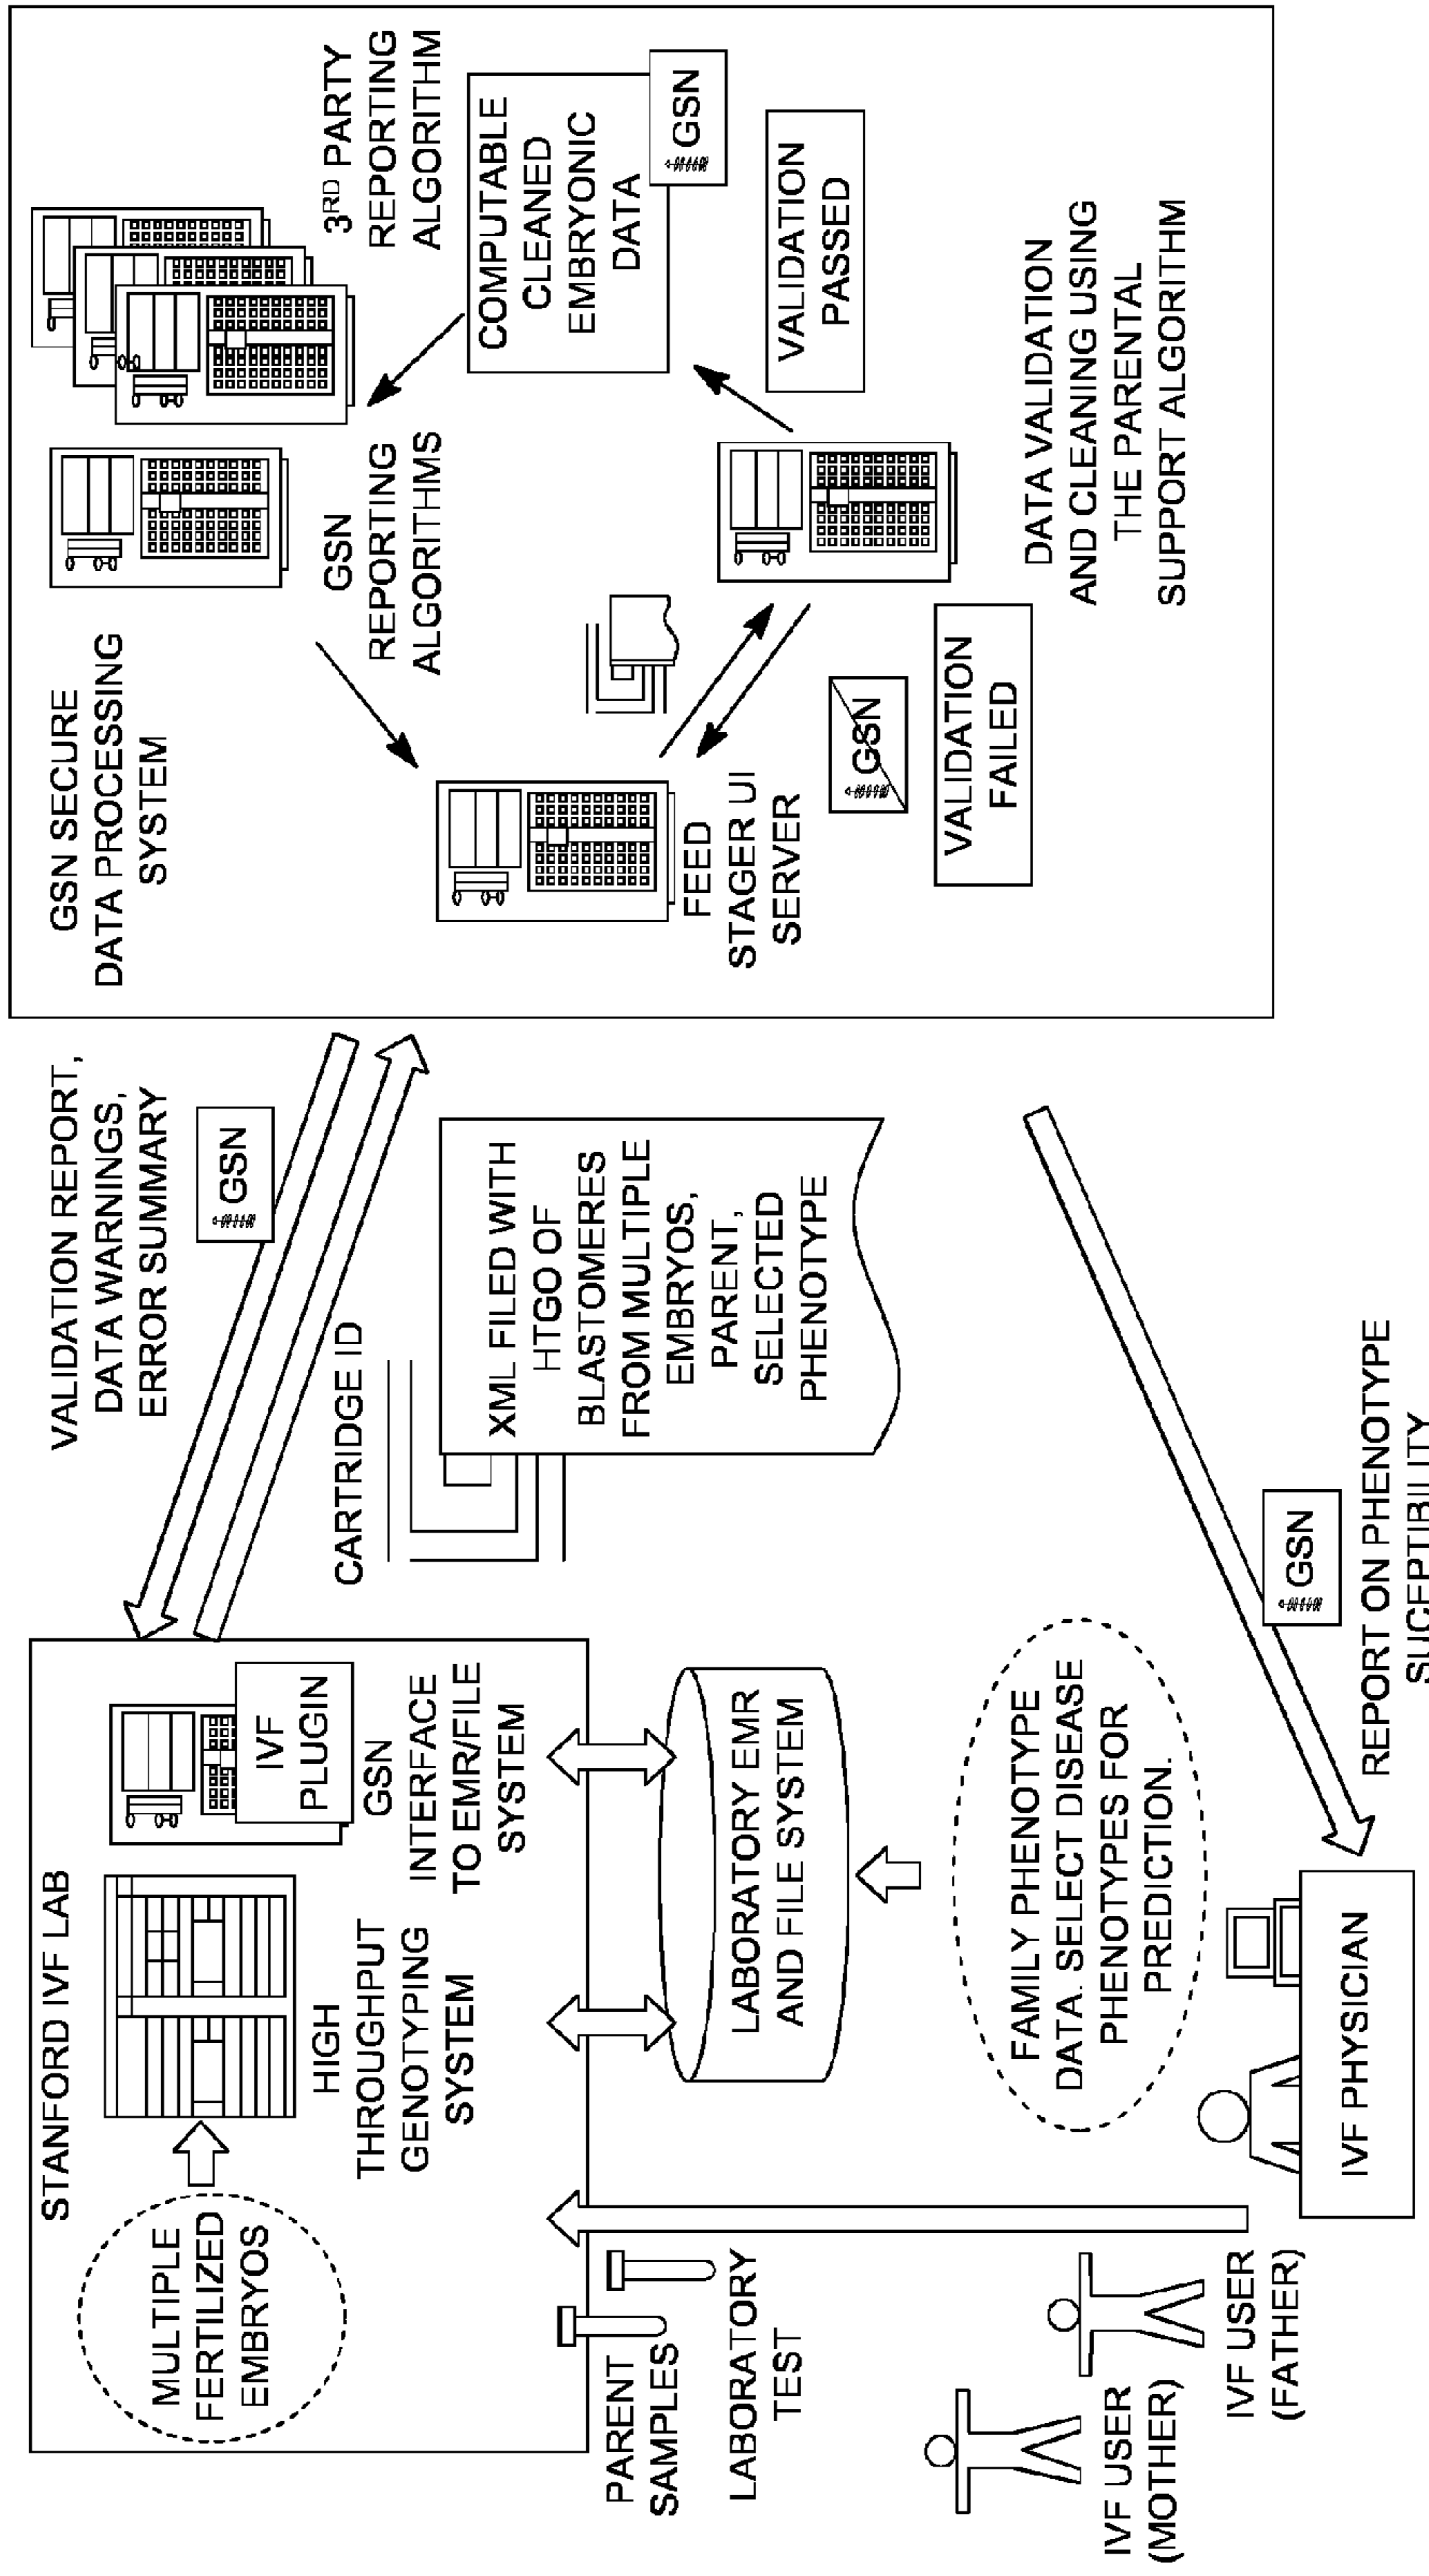 STANFORD IVF LAB
MULTIPLE
FERTILIZED
EMBRYOS
HIGH
THROUGHPUT
GENOTYPING
SYSTEM
IVF
PLUGIN
GSN
INTERFACE
TO EMR/FILE
SYSTEM
PARENT
SAMPLES
LABORATORY
TEST
LABORATORY EMR
AND FILE SYSTEM
FAMILY PHENOTYPE
DATA. SELECT DISEASE
PHENOTYPES FOR
PREDICTION.
IVF USER
(MOTHER)
IVF USER
(FATHER)
IVF PHYSICIAN
VALIDATION REPORT,
DATA WARNINGS,
ERROR SUMMARY
GSN
CARTRIDGE ID
XML FILED WITH
HTGO OF
BLASTOMERES
FROM MULTIPLE
EMBRYOS,
PARENT,
SELECTED
PHENOTYPE
GSN
REPORT ON PHENOTYPE
SUCEPTIBILITY
GSN SECURE
DATA PROCESSING
SYSTEM
GSN
REPORTING
ALGORITHMS
3RD PARTY
REPORTING
ALGORITHM
COMPUTABLE
CLEANED
EMBRYONIC
DATA
GSN
VALIDATION
PASSED
FEED
STAGER UI
SERVER
GSN
VALIDATION
FAILED
DATA VALIDATION
AND CLEANING USING
THE PARENTAL
SUPPORT ALGORITHM